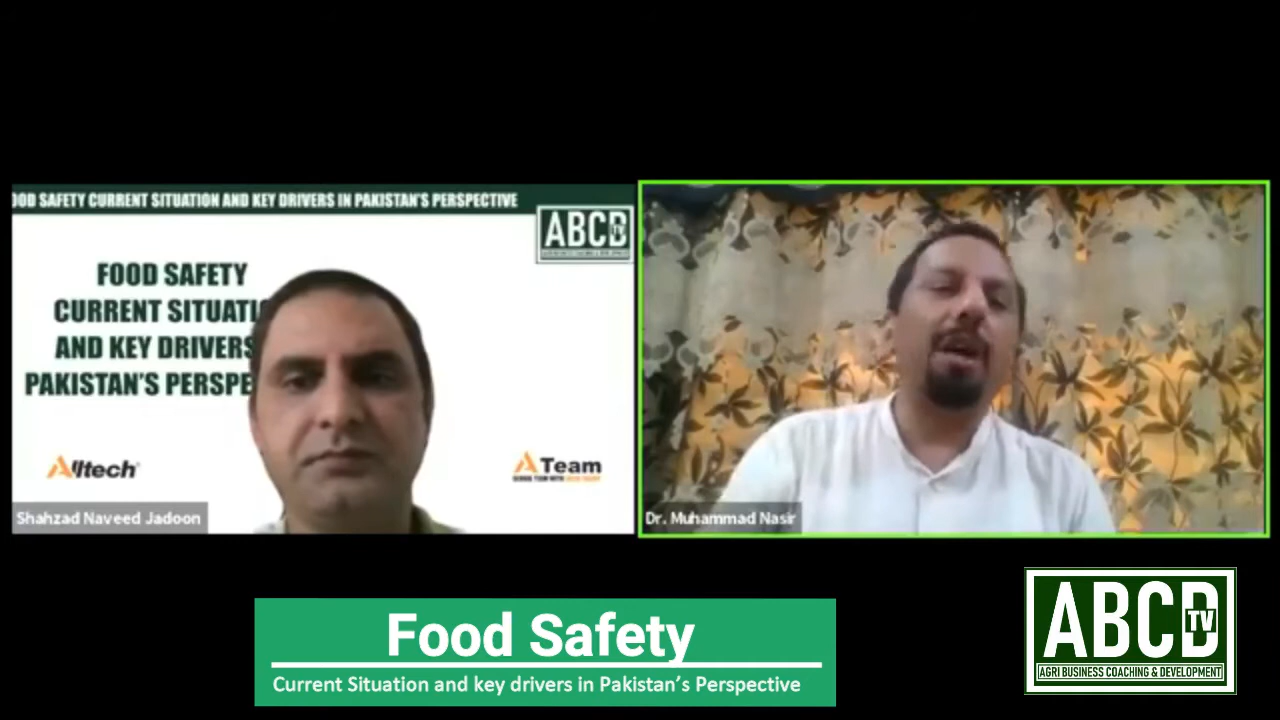 OOD SAFETY CURRENT SITUATION AND KEY DRIVERS IN PAKISTAN'S PERSPECTIVE
ABCD
TV
FOOD SAFETY
CURRENT SITUATIO
AND KEY DRIVERS
PAKISTAN'S PERSPE
Alltech
A Team
Shahzad Naveed Jadoon
Dr. Muhammad Nasir
Food Safety
Current Situation and key drivers in Pakistan's Perspective
ABCD
TV
AGRI BUSINESS COACHING & DEVELOPMENT